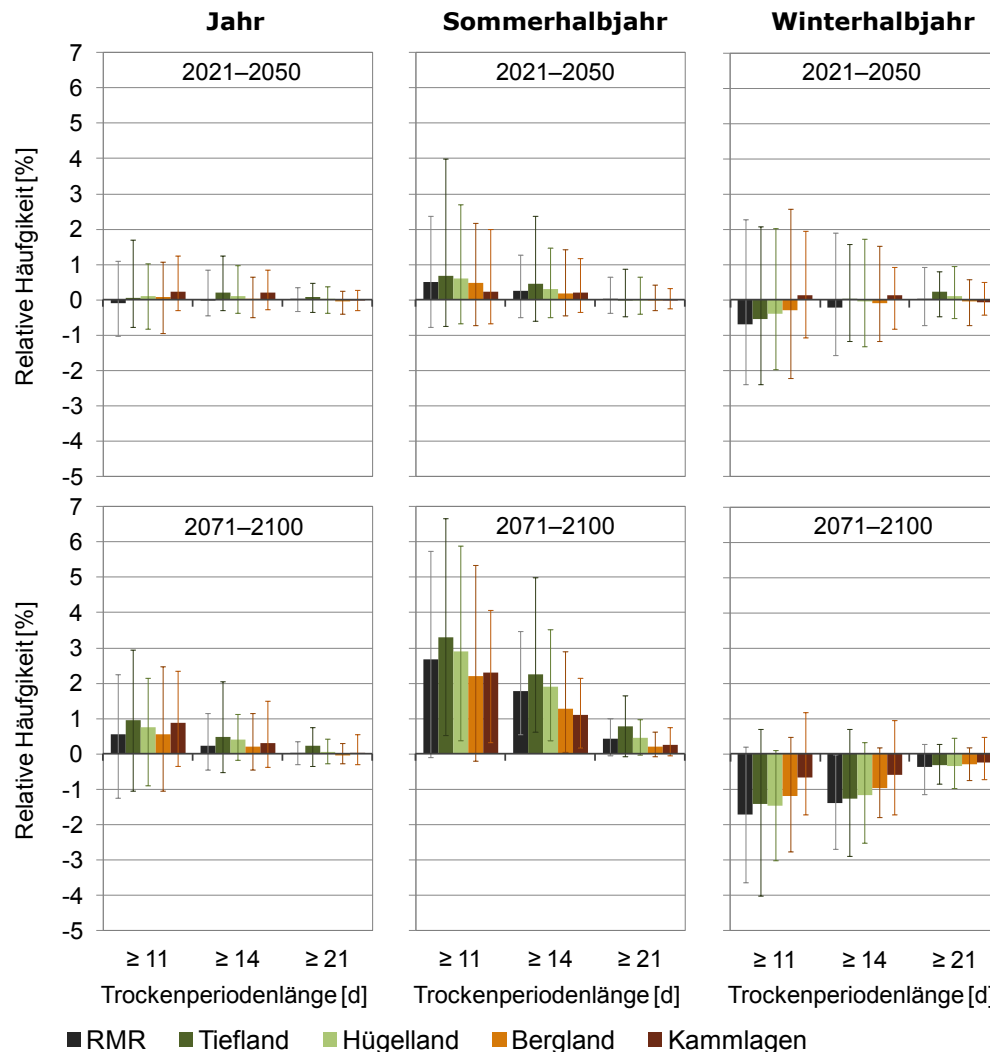 Jahr
Sommerhalbjahr
Winterhalbjahr
7
6
5
4
3
2
1
0
-1
-2
-3
-4
-5
Relative Häufgikeit [%]
2021–2050
2021–2050
2021–2050
7
6
5
4
3
2
1
0
-1
-2
-3
-4
-5
Relative Häufgikeit [%]
2071–2100
2071–2100
2071–2100
≥ 11 ≥ 14 ≥ 21
≥ 11 ≥ 14 ≥ 21
≥ 11 ≥ 14 ≥ 21
Trockenperiodenlänge [d]
Trockenperiodenlänge [d]
Trockenperiodenlänge [d]
RMR Tiefland Hügelland Bergland Kammlagen